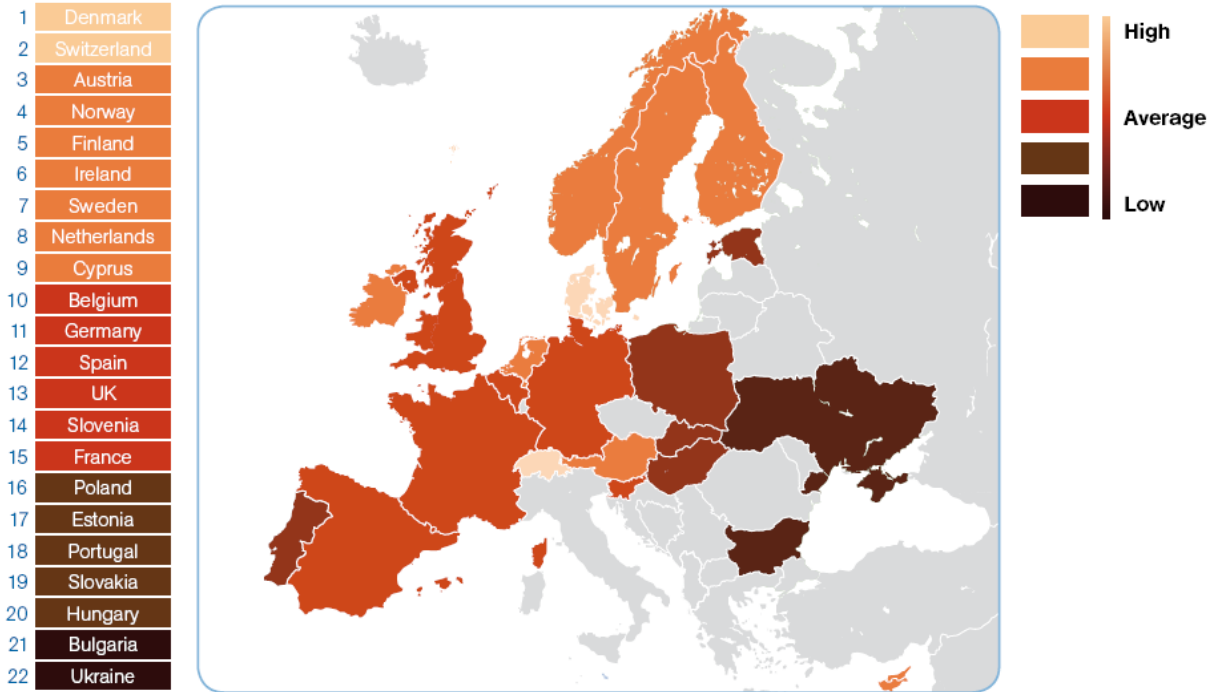 1 Denmark
2 Switzerland
3 Austria
4 Norway
5 Finland
6 Ireland
7 Sweden
8 Netherlands
9 Cyprus
10 Belgium
11 Germany
12 Spain
13 UK
14 Slovenia
15 France
16 Poland
17 Estonia
18 Portugal
19 Slovakia
20 Hungary
21 Bulgaria
22 Ukraine
High
Average
Low